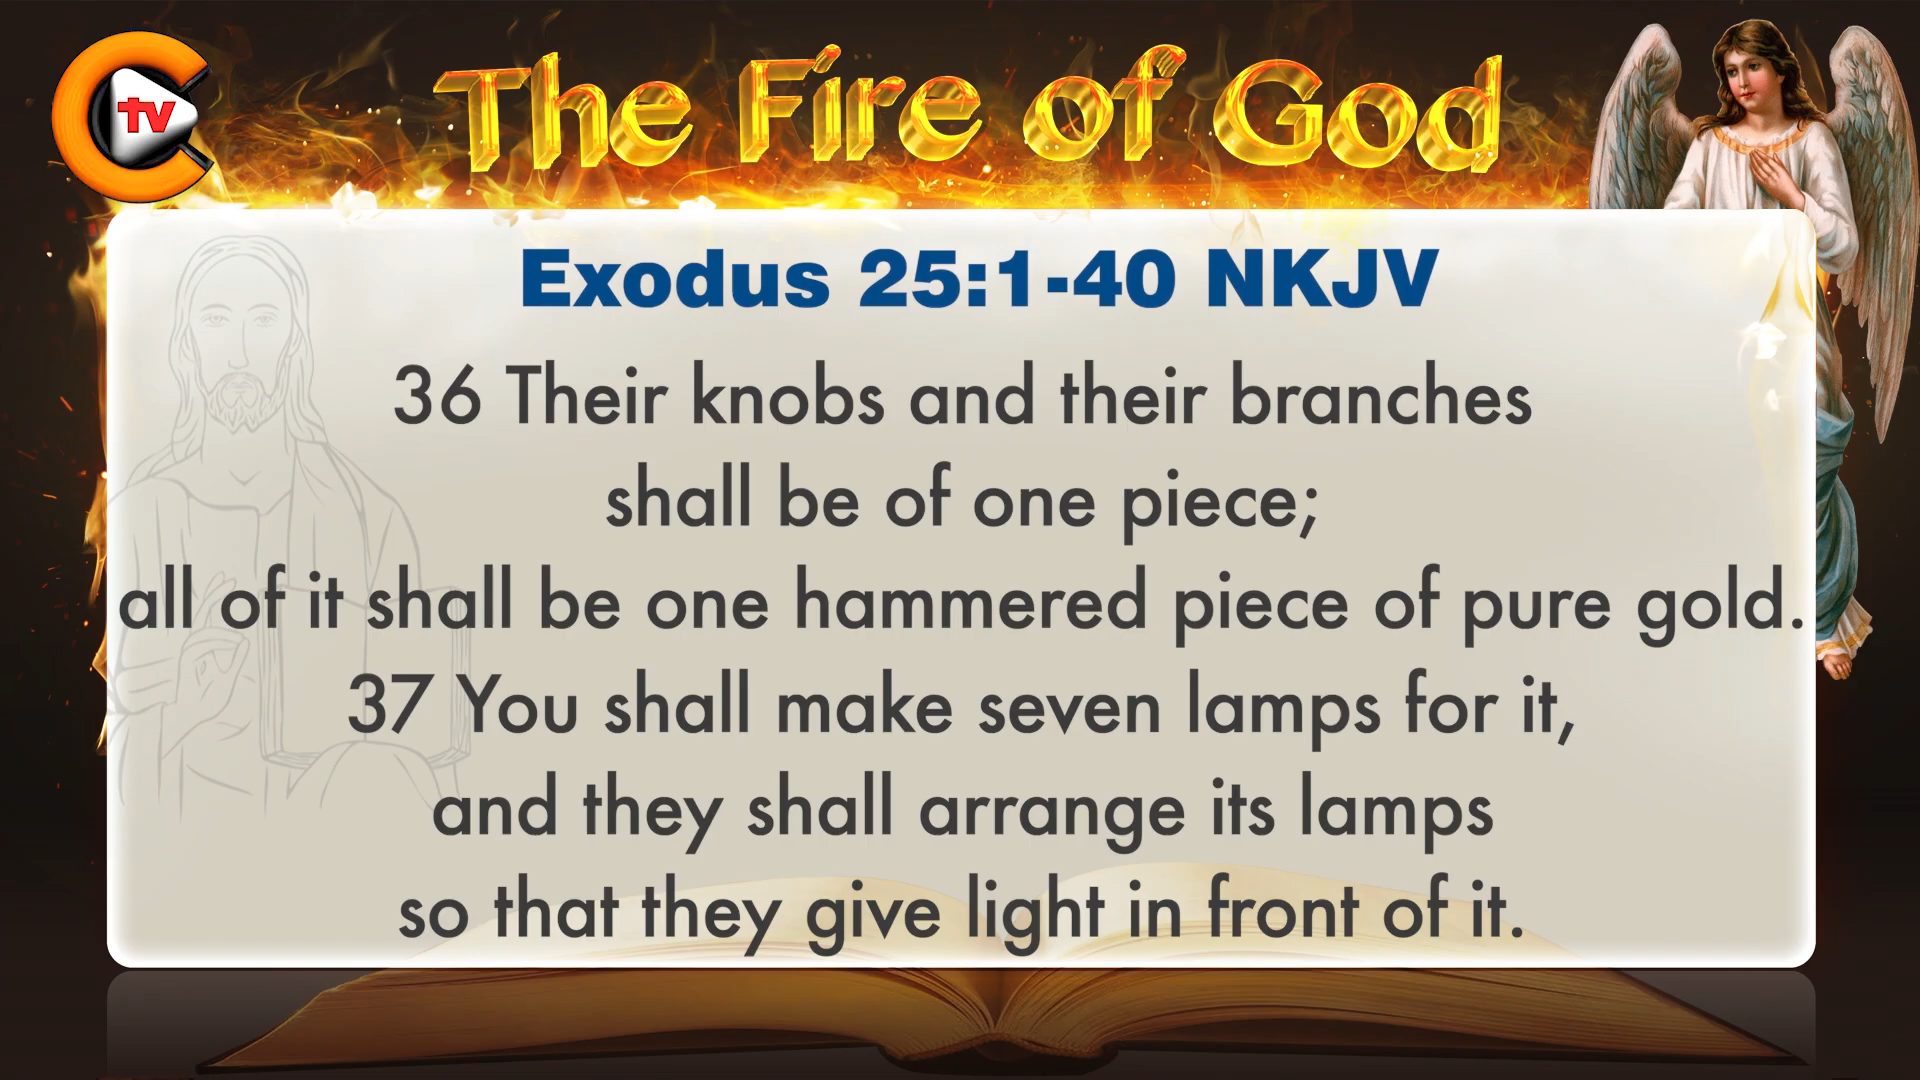 tv
The Fire of God
Exodus 25:1-40 NKJV
36 Their knobs and their branches
shall be of one piece;
all of it shall be one hammered piece of pure gold.
37 You shall make seven lamps for it,
and they shall arrange its lamps
so that they give light in front of it.